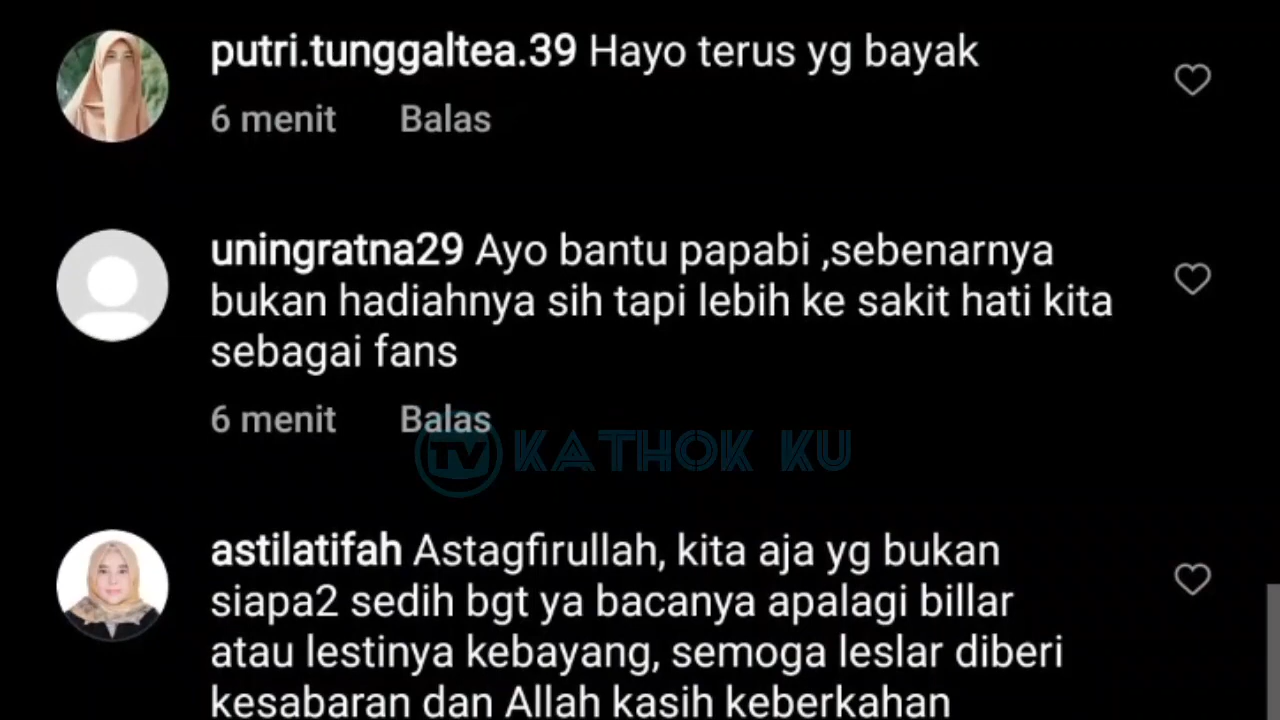 putri.tunggaltea.39 Hayo terus yg bayak
6 menit Balas
uningratna29 Ayo bantu papabi ,sebenarnya
bukan hadiahnya sih tapi lebih ke sakit hati kita
sebagai fans
6 menit Balas
TV KATHOK KU
astilatifah Astagfirullah, kita aja yg bukan
siapa2 sedih bgt ya bacanya apalagi billar
atau lestinya kebayang, semoga leslar diberi
kesabaran dan Allah kasih keberkahan